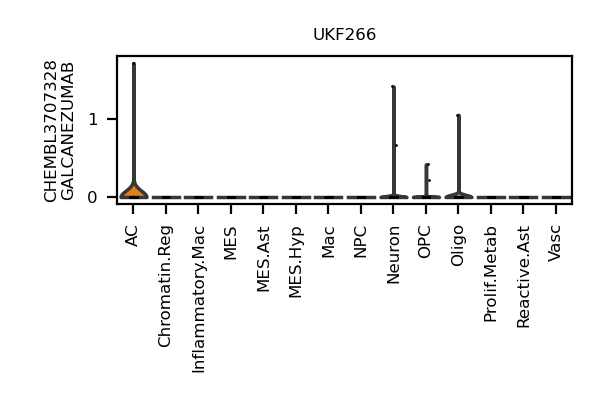 UKF266
CHEMBL3707328
GALCANEZUMAB
1
0
AC
Chromatin.Reg
Inflammatory.Mac
MES
MES.Ast
MES.Hyp
Mac
NPC
Neuron
OPC
Oligo
Prolif.Metab
Reactive.Ast
Vasc